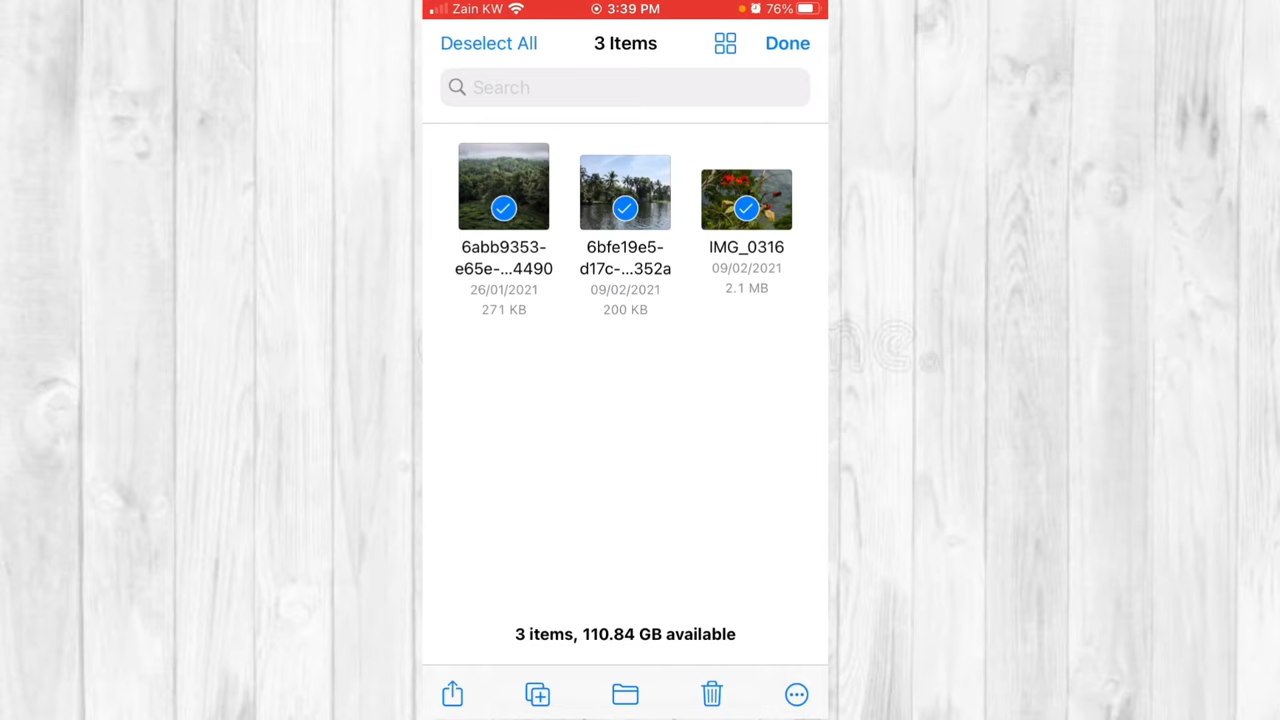 Zain KW 3:39 PM 76%
Deselect All 3 Items Done
Search
6abb9353-
e65e-...4490
26/01/2021
271 KB
6bfe19e5-
d17c-...352a
09/02/2021
200 KB
IMG_0316
09/02/2021
2.1 MB
3 items, 110.84 GB available